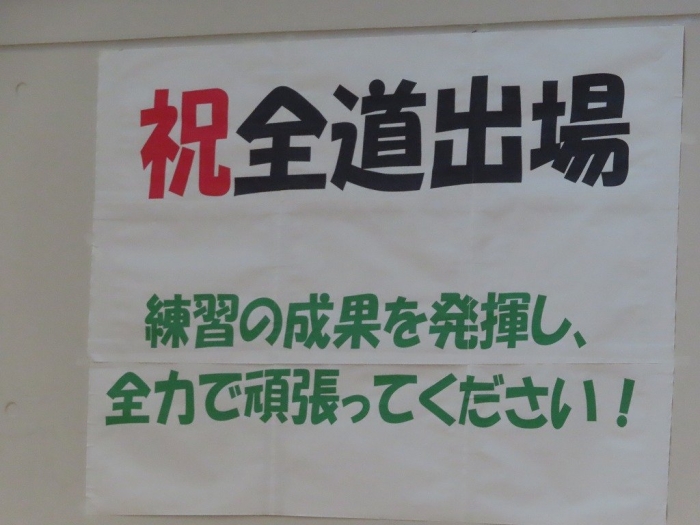 祝全道出場
練習の成果を発揮し、
全力で頑張ってください！